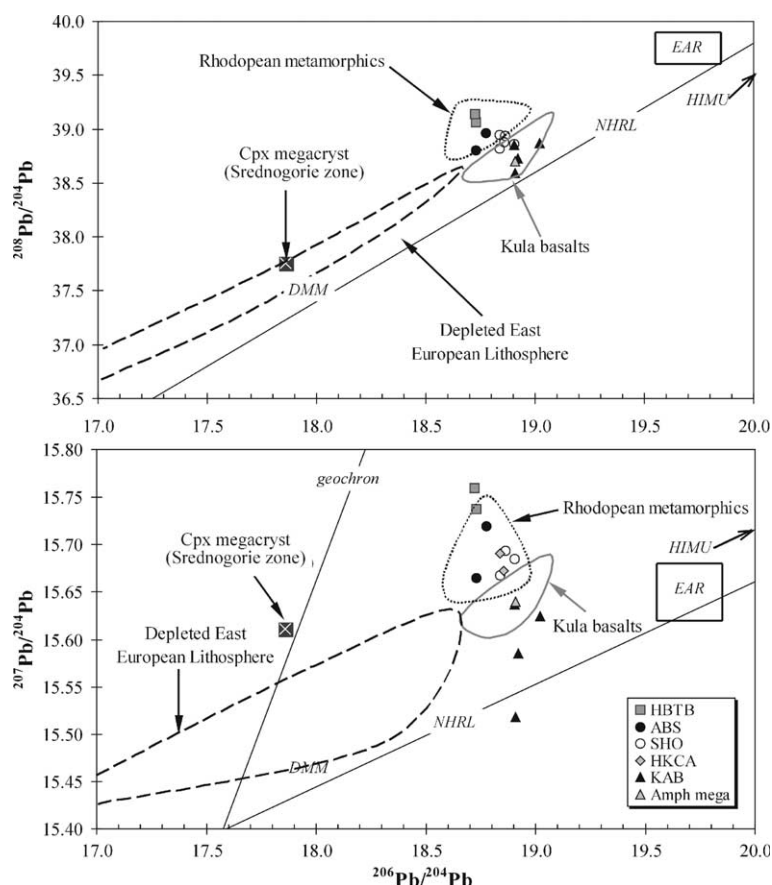 40.0
39.5
39.0
38.5
38.0
37.5
37.0
36.5
208Pb/204Pb
Rhodopean metamorphics
EAR
HIMU
NHRL
Cpx megacryst
(Srednogorie zone)
Kula basalts
DMM
Depleted East
European Lithosphere
17.0 17.5 18.0 18.5 19.0 19.5 20.0
15.80
15.75
15.70
15.65
15.60
15.55
15.50
15.45
15.40
207Pb/204Pb
geochron
Rhodopean metamorphics
Cpx megacryst
(Srednogorie zone)
HIMU
EAR
Depleted East
European Lithosphere
Kula basalts
NHRL
DMM
HBTB
ABS
SHO
HKCA
KAB
Amph mega
17.0 17.5 18.0 18.5 19.0 19.5 20.0
206Pb/204Pb